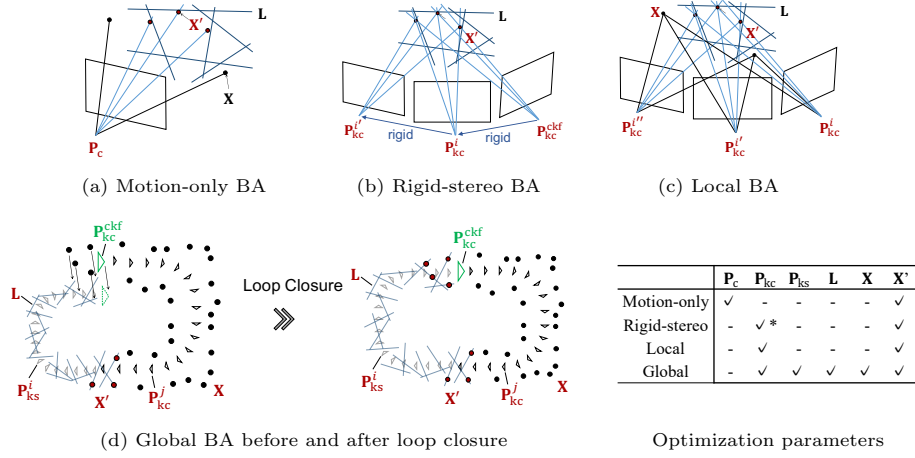 L
X'
X
P_c
(a) Motion-only BA
L
X'
P_kc^i'
rigid
P_kc^i
rigid
P_kc^ckf
(b) Rigid-stereo BA
X
L
X'
P_kc^i''
P_kc^i'
P_kc^i
(c) Local BA
P_kc^ckf
L
P_ks^i
X'
P_kc^j
X
Loop Closure
P_kc^ckf
L
P_ks^i
X'
P_kc^j
X
(d) Global BA before and after loop closure
P_c P_kc P_ks L X X'
Motion-only ✓ - - - - ✓
Rigid-stereo - ✓* - - - ✓
Local - ✓ - - - ✓
Global - ✓ ✓ ✓ ✓ ✓
Optimization parameters